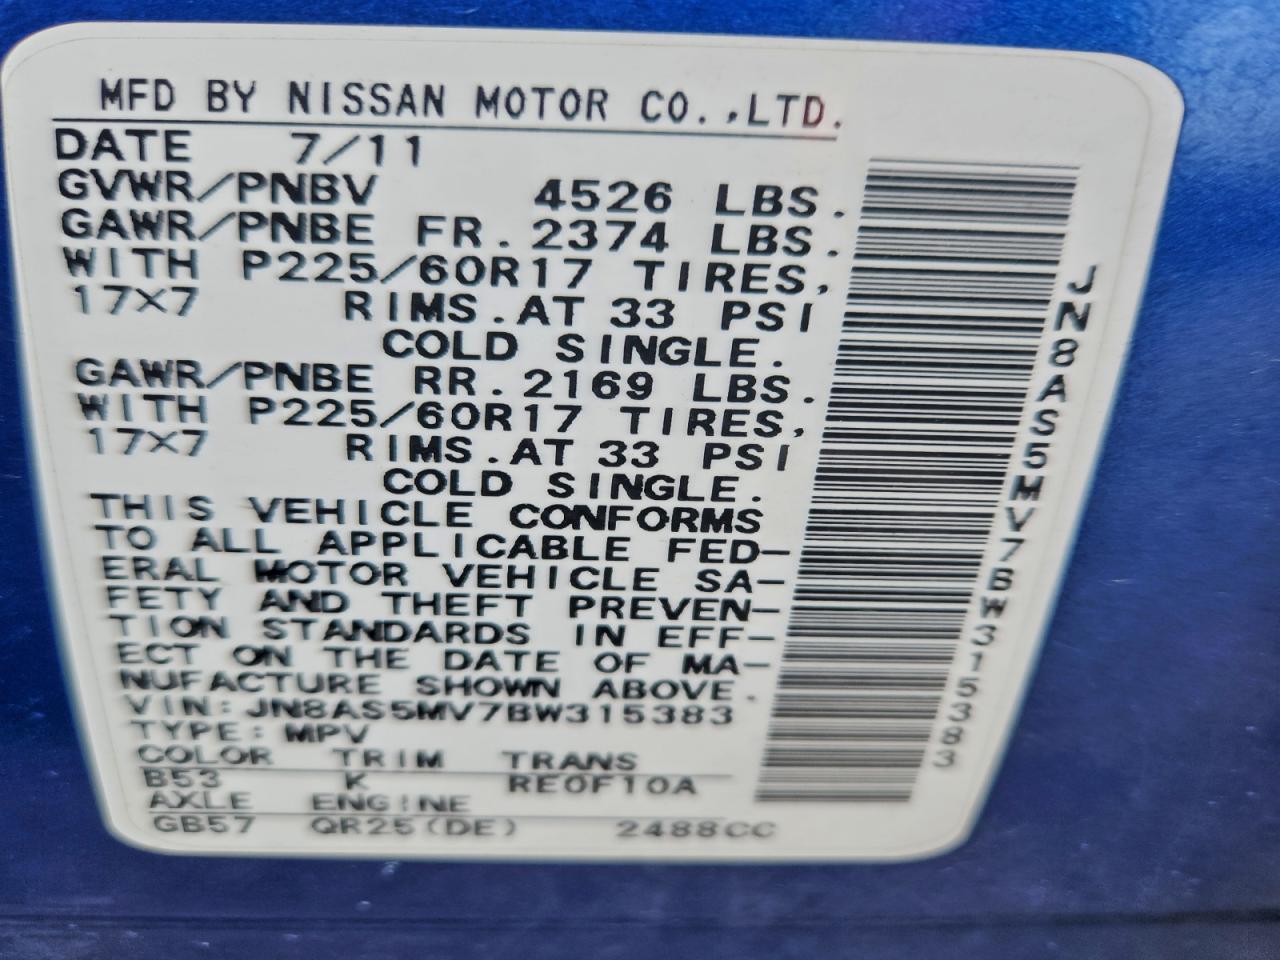 MFD BY NISSAN MOTOR CO.,LTD.
DATE 7/11
GVWR/PNBV 4526 LBS.
GAWR/PNBE FR. 2374 LBS.
WITH P225/60R17 TIRES,
17X7 RIMS. AT 33 PSI
COLD SINGLE.
GAWR/PNBE RR. 2169 LBS.
WITH P225/60R17 TIRES,
17X7 RIMS. AT 33 PSI
COLD SINGLE.
THIS VEHICLE CONFORMS
TO ALL APPLICABLE FED-
ERAL MOTOR VEHICLE SA-
FETY AND THEFT PREVEN-
TION STANDARDS IN EFF-
ECT ON THE DATE OF MA-
NUFACTURE SHOWN ABOVE.
VIN: JN8AS5MV7BW315383
TYPE: MPV
COLOR TRIM TRANS
B53 K RE0F10A
AXLE ENGINE
GB57 QR25(DE) 2488CC
JN8AS5MV7BW315383